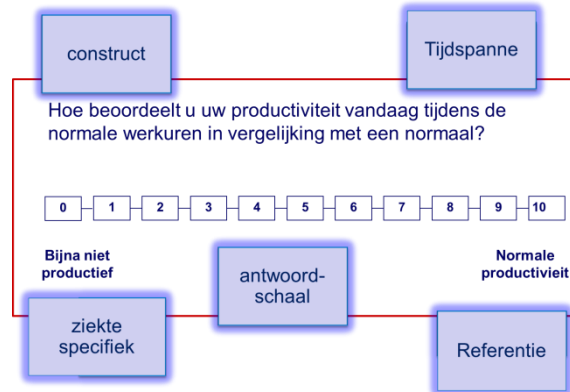 construct
Tijdspanne
Hoe beoordeelt u uw productiviteit vandaag tijdens de
normale werkuren in vergelijking met een normaal?
0 1 2 3 4 5 6 7 8 9 10
Bijna niet
productief
Normale
productivieit
antwoord-
schaal
ziekte
specifiek
Referentie